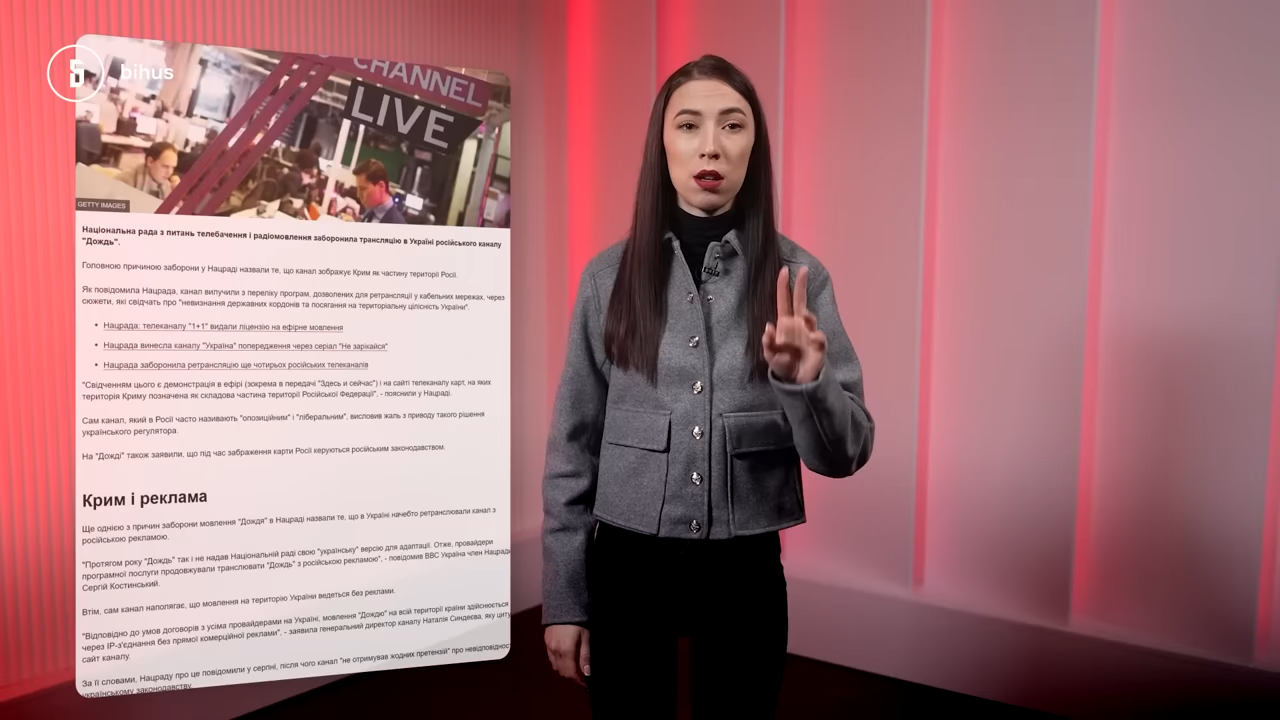 bihus
CHANNEL
LIVE
GETTY IMAGES
Національна рада з питань телебачення і радіомовлення заборонила трансляцію в Україні російського каналу
"Дождь".
Головною причиною заборони у Нацраді назвали те, що канал зображує Крим як частину території Росії.
Як повідомила Нацрада, канал вилучили з переліку програм, дозволених для ретрансляції у кабельних мережах, через
сюжети, які свідчать про "невизнання державних кордонів та посягання на територіальну цілісність України".
• Нацрада: телеканалу "1+1" видали ліцензію на ефірне мовлення
• Нацрада винесла каналу "Україна" попередження через серіал "Не зарікайся"
• Нацрада заборонила ретрансляцію ще чотирьох російських телеканалів
"Свідченням цього є демонстрація в ефірі (зокрема в передачі "Здесь и сейчас") і на сайті телеканалу карт, на яких
територія Криму позначена як складова частина території Російської Федерації", - пояснили у Нацраді.
Сам канал, який в Росії часто називають "опозиційним" і "ліберальним", висловив жаль з приводу такого рішення
українського регулятора.
На "Дожді" також заявили, що під час забраження карти Росії керуються російським законодавством.
Крим і реклама
Ще однією з причин заборони мовлення "Дождя" в Нацраді назвали те, що в Україні начебто ретранслювали канал з
російською рекламою.
"Протягом року "Дождь" так і не надав Національній раді свою "українську" версію для адаптації. Отже, провайдери
програмної послуги продовжували транслювати "Дождь" з російською рекламою", - повідомив ВВС Україна член Нацради
Сергій Костинський.
Втім, сам канал наполягає, що мовлення на територію України ведеться без реклами.
"Відповідно до умов договорів з усіма провайдерами на Україні, мовлення "Дождю" на всій території країни здійснюється
через IP-з'єднання без прямої комерційної реклами", - заявила генеральний директор каналу Наталія Синдеєва, яку циту
сайт каналу.
За її словами, Нацраду про це повідомили у серпні, після чого канал "не отримував жодних претензій" про невідповідност
українському законодавству.